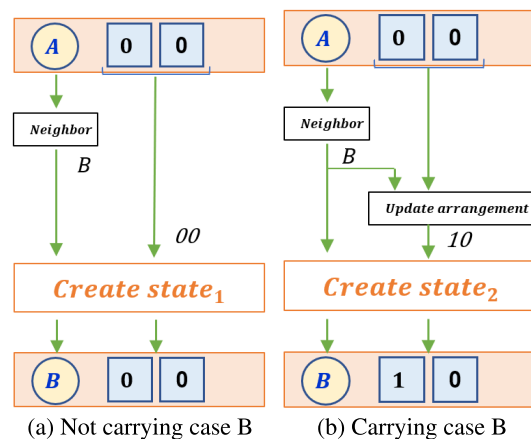 A 0 0
Neighbor
B
00
Create state1
B 0 0
(a) Not carrying case B
A 0 0
Neighbor
B
Update arrangement
10
Create state2
B 1 0
(b) Carrying case B